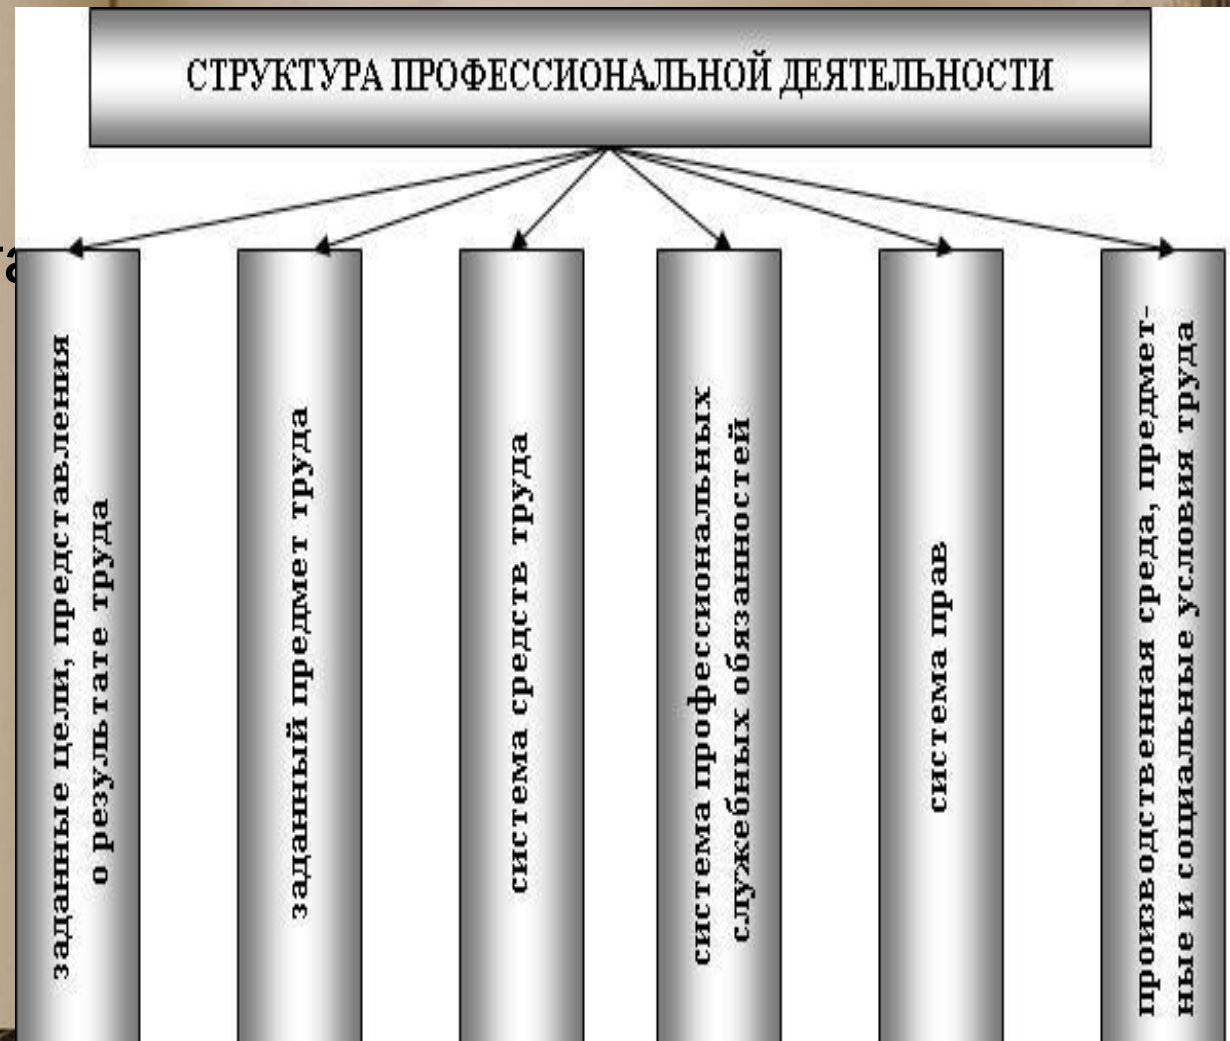 СТРУКТУРА ПРОФЕССИОНАЛЬНОЙ ДЕЯТЕЛЬНОСТИ
заданные цели, представления
о результате труда
заданный предмет труда
система средств труда
система профессиональных
служебных обязанностей
система прав
производственная среда, предмет-
ные и социальные условия труда